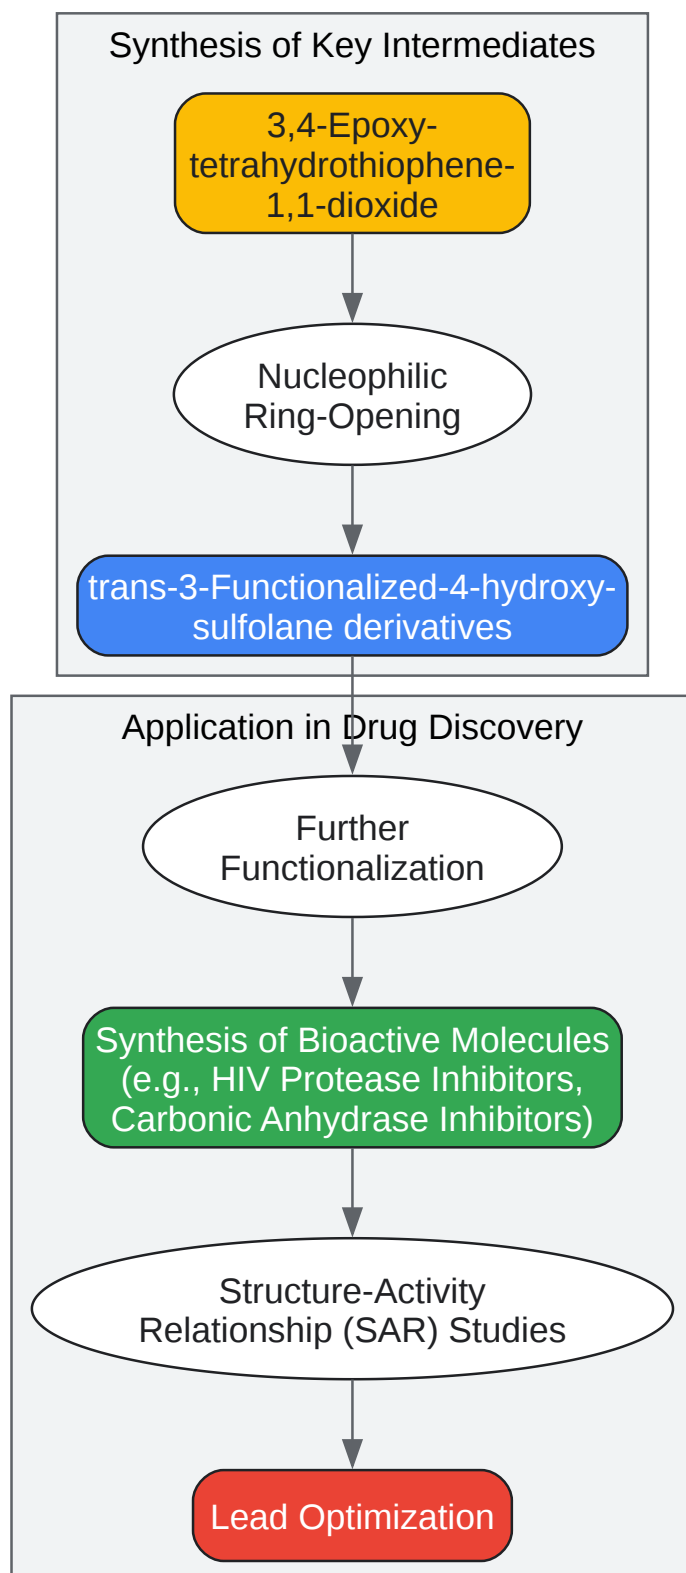 Synthesis of Key Intermediates
3,4-Epoxy-
tetrahydrothiophene-
1,1-dioxide
Nucleophilic
Ring-Opening
trans-3-Functionalized-4-hydroxy-
sulfolane derivatives
Application in Drug Discovery
Further
Functionalization
Synthesis of Bioactive Molecules
(e.g., HIV Protease Inhibitors,
Carbonic Anhydrase Inhibitors)
Structure-Activity
Relationship (SAR) Studies
Lead Optimization